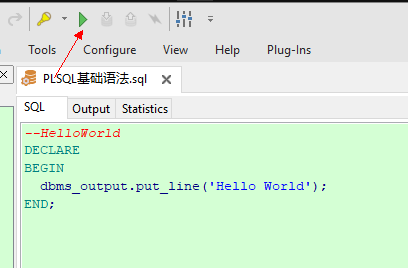 Tools Configure Window Help Plug-Ins
PLSQL基础语法.sql
SQL Output Statistics
--HelloWorld
DECLARE
BEGIN
dbms_output.put_line('Hello World');
END;